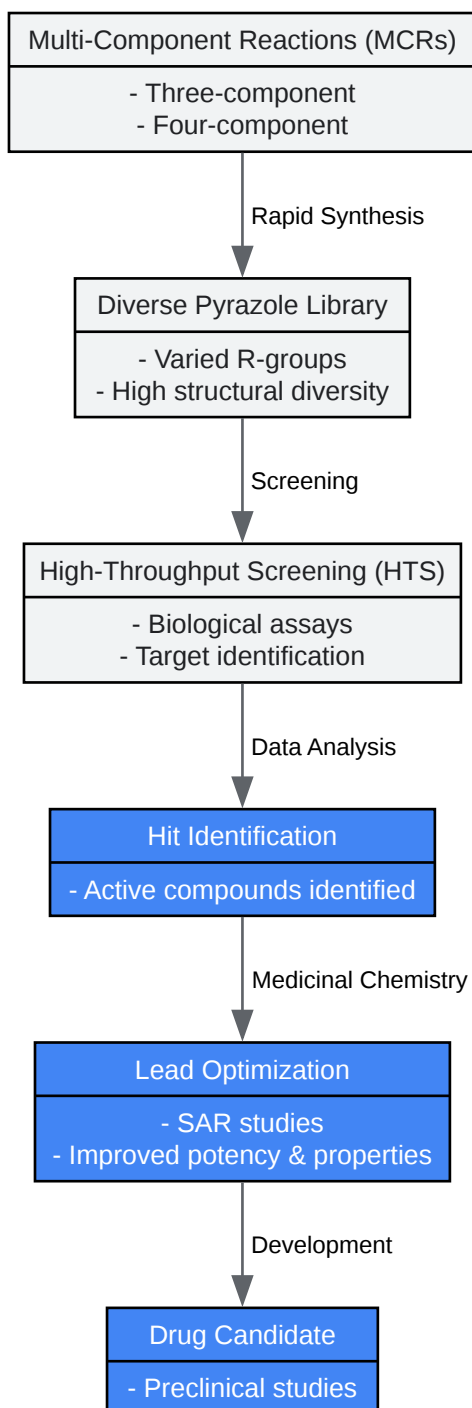 Multi-Component Reactions (MCRs)
- Three-component
- Four-component
Rapid Synthesis
Diverse Pyrazole Library
- Varied R-groups
- High structural diversity
Screening
High-Throughput Screening (HTS)
- Biological assays
- Target identification
Data Analysis
Hit Identification
- Active compounds identified
Medicinal Chemistry
Lead Optimization
- SAR studies
- Improved potency & properties
Development
Drug Candidate
- Preclinical studies